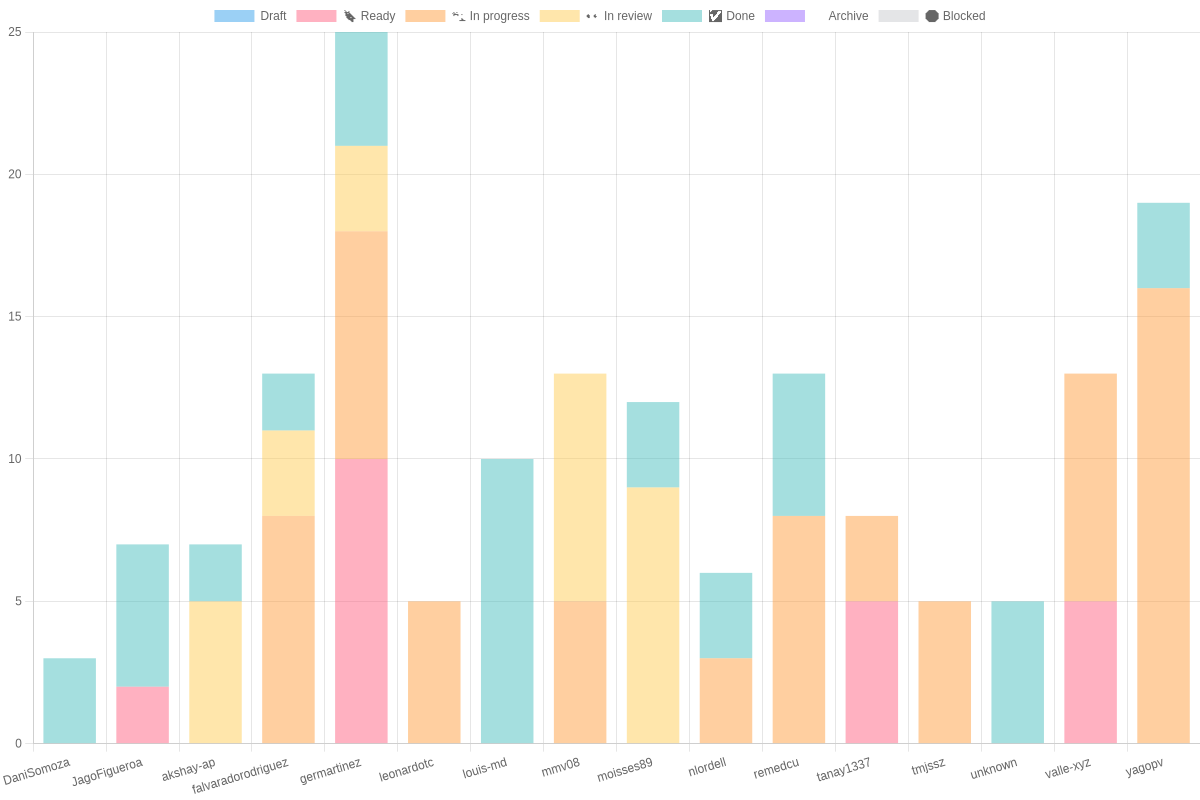 Draft Ready In progress In review Done Archive Blocked
25
20
15
10
5
0
DaniSomoza
JagoFigueroa
akshay-ap
falvaradorodriguez
germartinez
leonardotc
louis-md
mmv08
moisses89
nlordell
remedcu
tanay1337
tmjssz
unknown
valle-xyz
yagopv